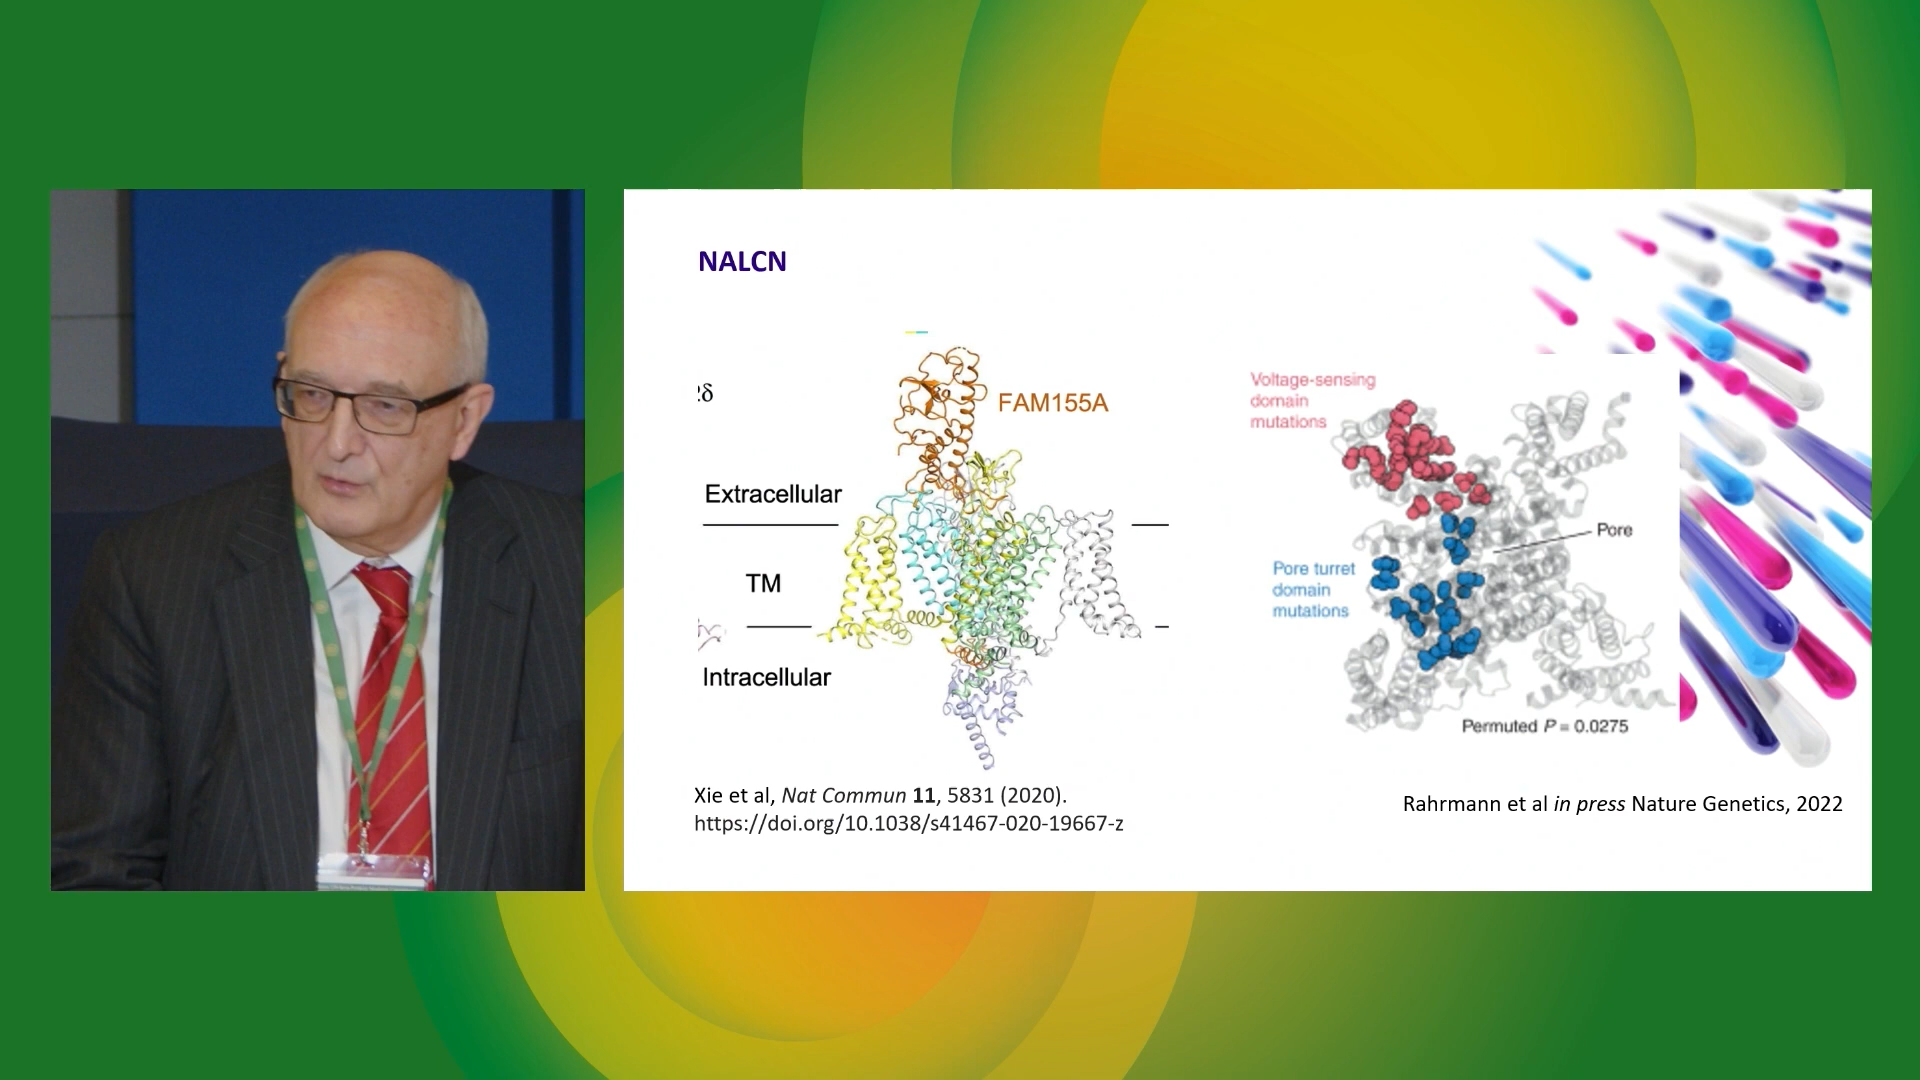 NALCN
2δ
FAM155A
Extracellular
TM
Intracellular
Xie et al, Nat Commun 11, 5831 (2020).
https://doi.org/10.1038/s41467-020-19667-z
Voltage-sensing
domain
mutations
Pore
Pore turret
domain
mutations
Permuted P = 0.0275
Rahrmann et al in press Nature Genetics, 2022